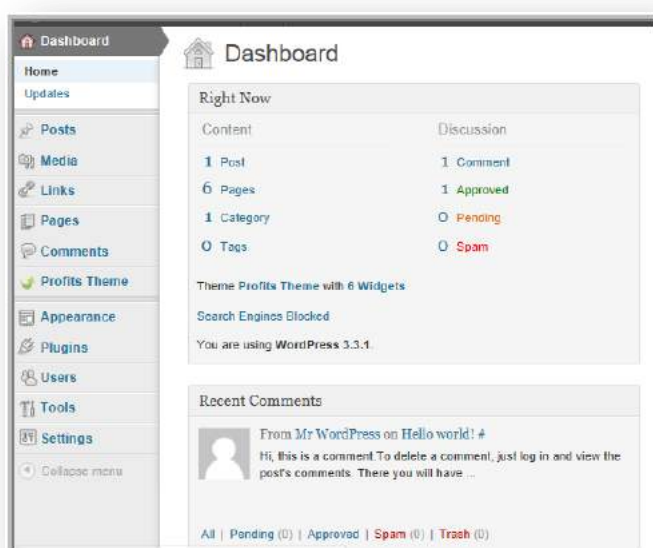 Dashboard
Home
Updates
Posts
Media
Links
Pages
Comments
Profits Theme
Appearance
Plugins
Users
Tools
Settings
Collapse menu
Dashboard
Right Now
Content Discussion
1 Post 1 Comment
6 Pages 1 Approved
1 Category 0 Pending
0 Tags 0 Spam
Theme Profits Theme with 6 Widgets
Search Engines Blocked
You are using WordPress 3.3.1.
Recent Comments
From Mr WordPress on Hello world! #
Hi, this is a comment.To delete a comment, just log in and view the
post's comments. There you will have ...
All | Pending (0) | Approved | Spam (0) | Trash (0)